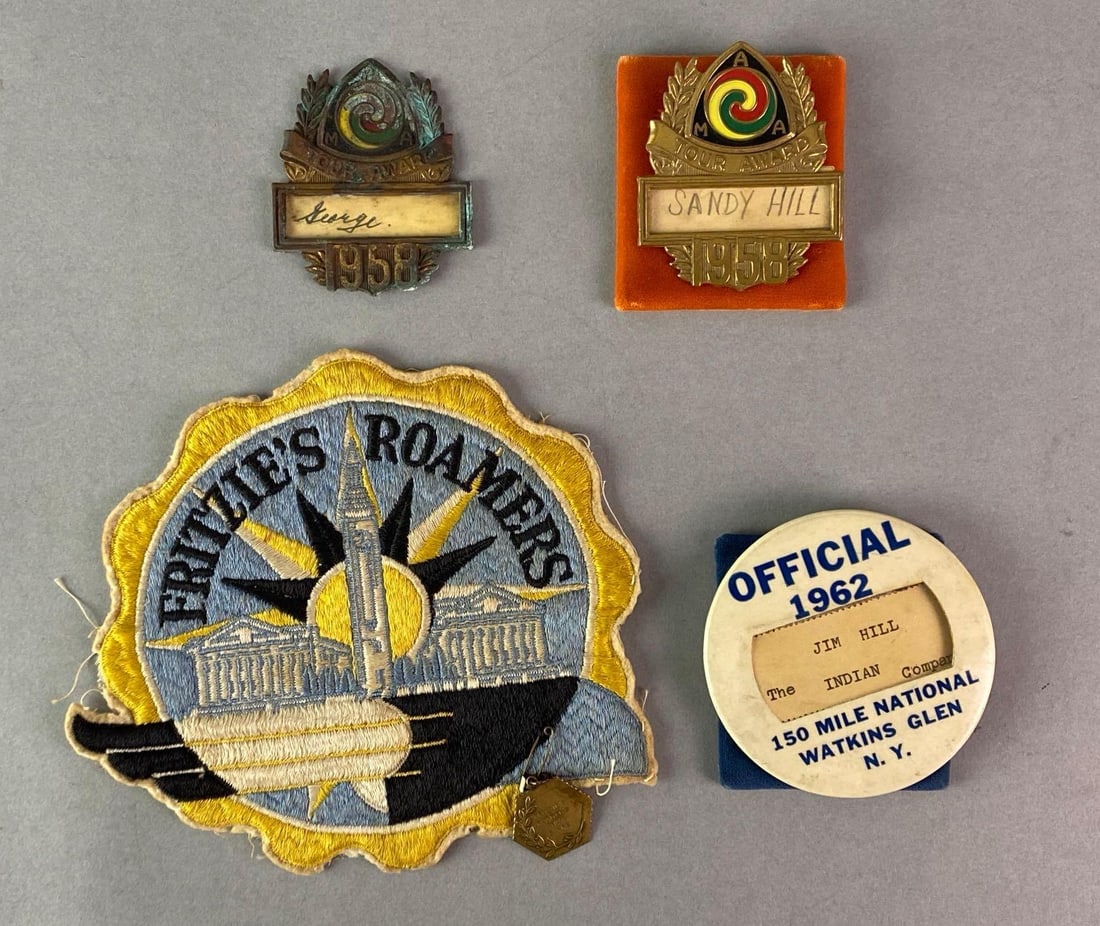 M A
TOUR AWARD
George.
1958
A
M A
TOUR AWARD
SANDY HILL
1958
FRITZIE'S ROAMERS
OFFICIAL
1962
JIM HILL
The INDIAN Compan
150 MILE NATIONAL
WATKINS GLEN
N. Y.